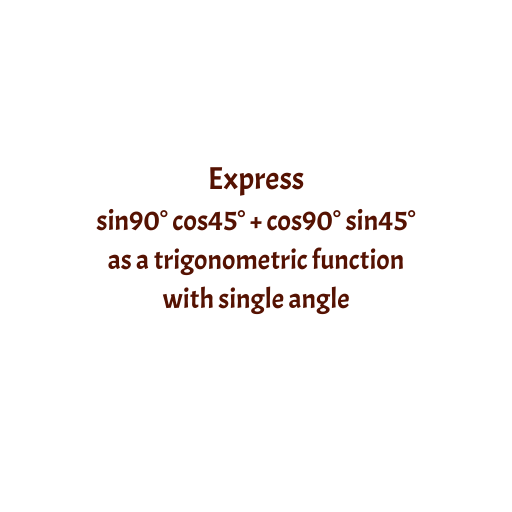 Express
sin90° cos45° + cos90° sin45°
as a trigonometric function
with single angle